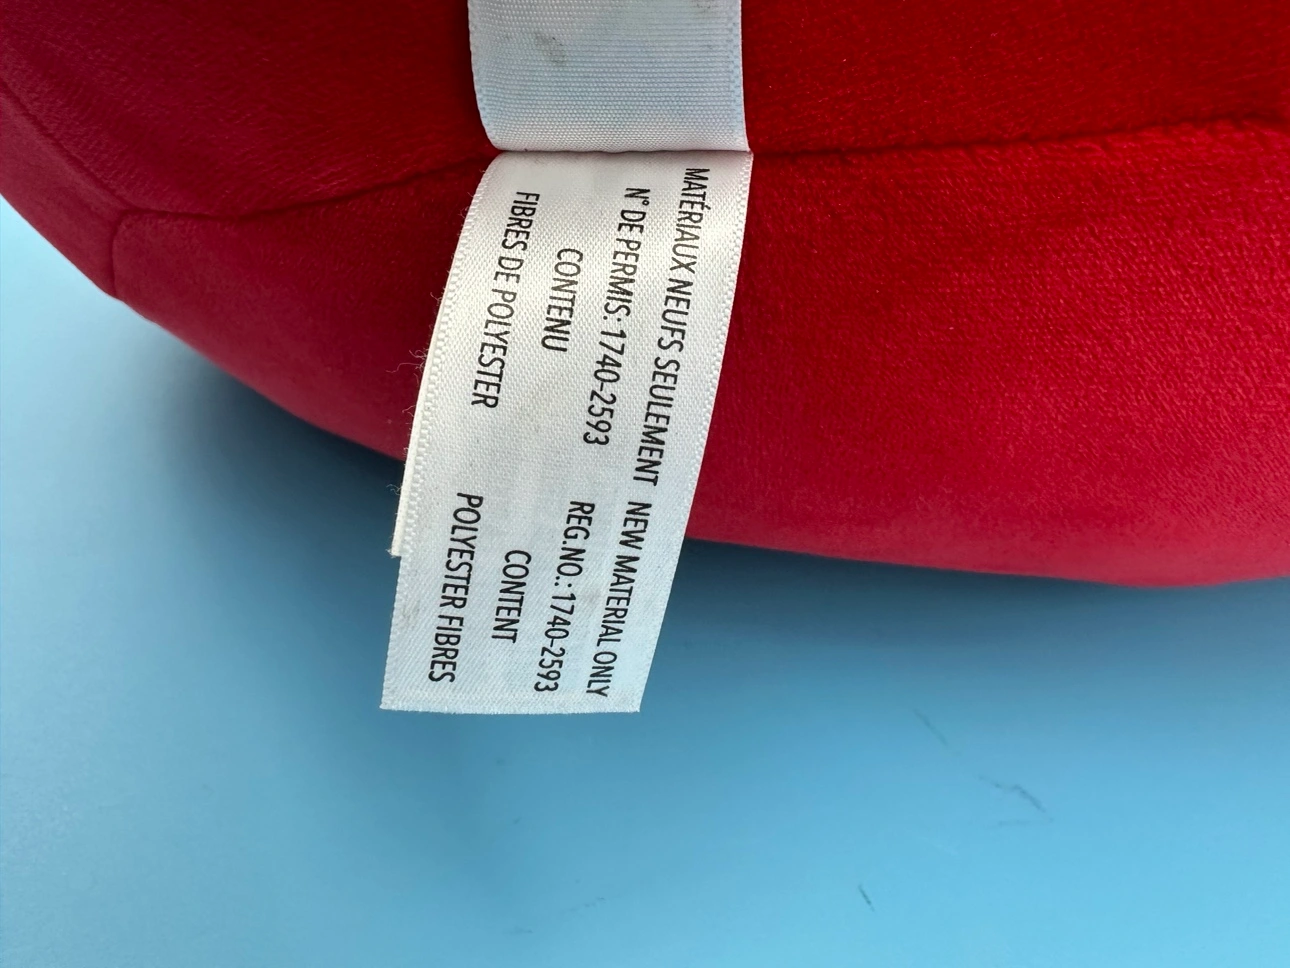 MATÉRIAUX NEUFS SEULEMENT
N° DE PERMIS: 1740-2593
CONTENU
FIBRES DE POLYESTER
NEW MATERIAL ONLY
REG.NO.: 1740-2593
CONTENT
POLYESTER FIBRES